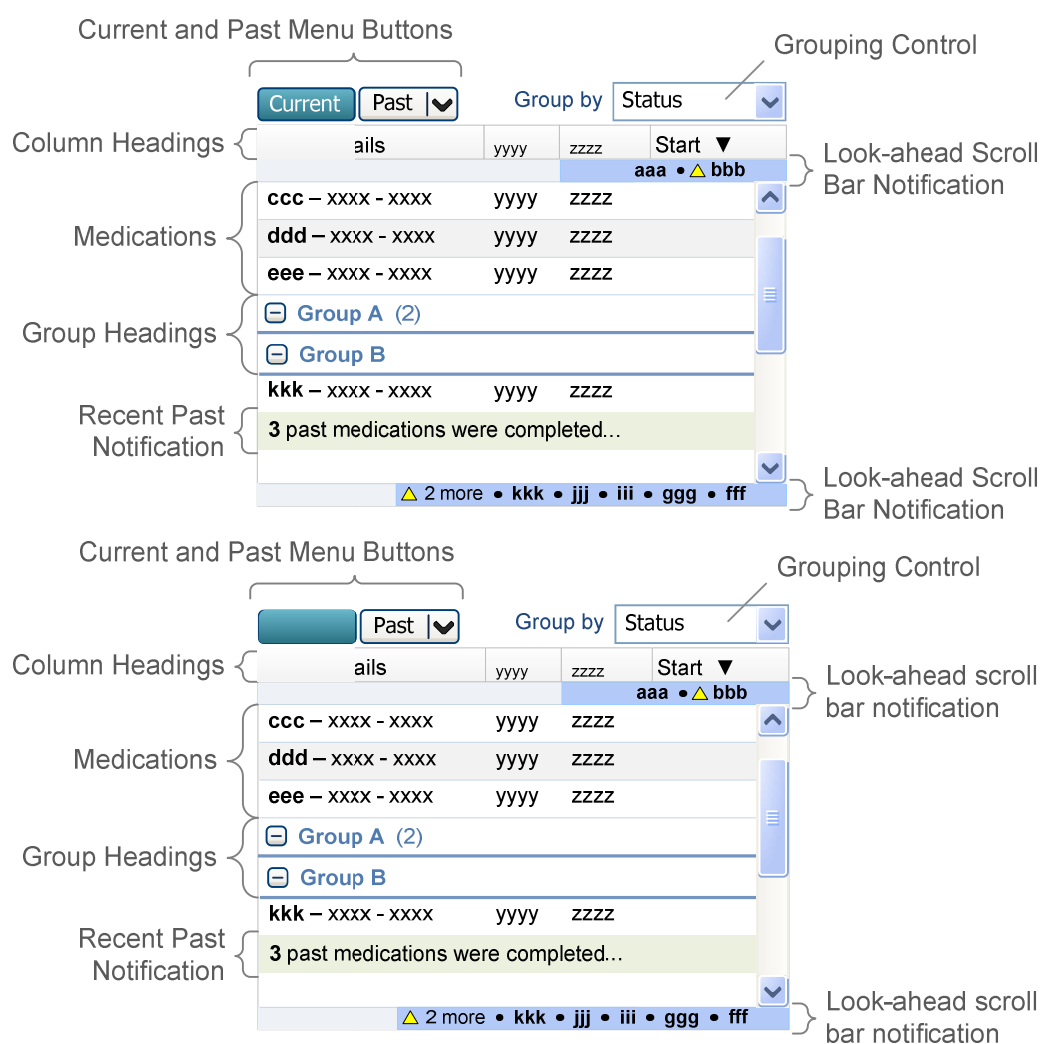 Current and Past Menu Buttons
Grouping Control
Current Past Group by Status
Column Headings ails yyyy zzzz Start ▼
Look-ahead Scroll
Bar Notification
aaa • bbb
ccc – xxxx - xxxx yyyy zzzz
Medications ddd – xxxx - xxxx yyyy zzzz
eee – xxxx - xxxx yyyy zzzz
Group A (2)
Group Headings
Group B
kkk – xxxx - xxxx yyyy zzzz
Recent Past
Notification
3 past medications were completed...
Look-ahead Scroll
Bar Notification
2 more • kkk • jjj • iii • ggg • fff
Current and Past Menu Buttons
Grouping Control
Past Group by Status
Column Headings ails yyyy zzzz Start ▼
Look-ahead scroll
bar notification
aaa • bbb
ccc – xxxx - xxxx yyyy zzzz
Medications ddd – xxxx - xxxx yyyy zzzz
eee – xxxx - xxxx yyyy zzzz
Group A (2)
Group Headings
Group B
kkk – xxxx - xxxx yyyy zzzz
Recent Past
Notification
3 past medications were completed...
Look-ahead scroll
bar notification
2 more • kkk • jjj • iii • ggg • fff